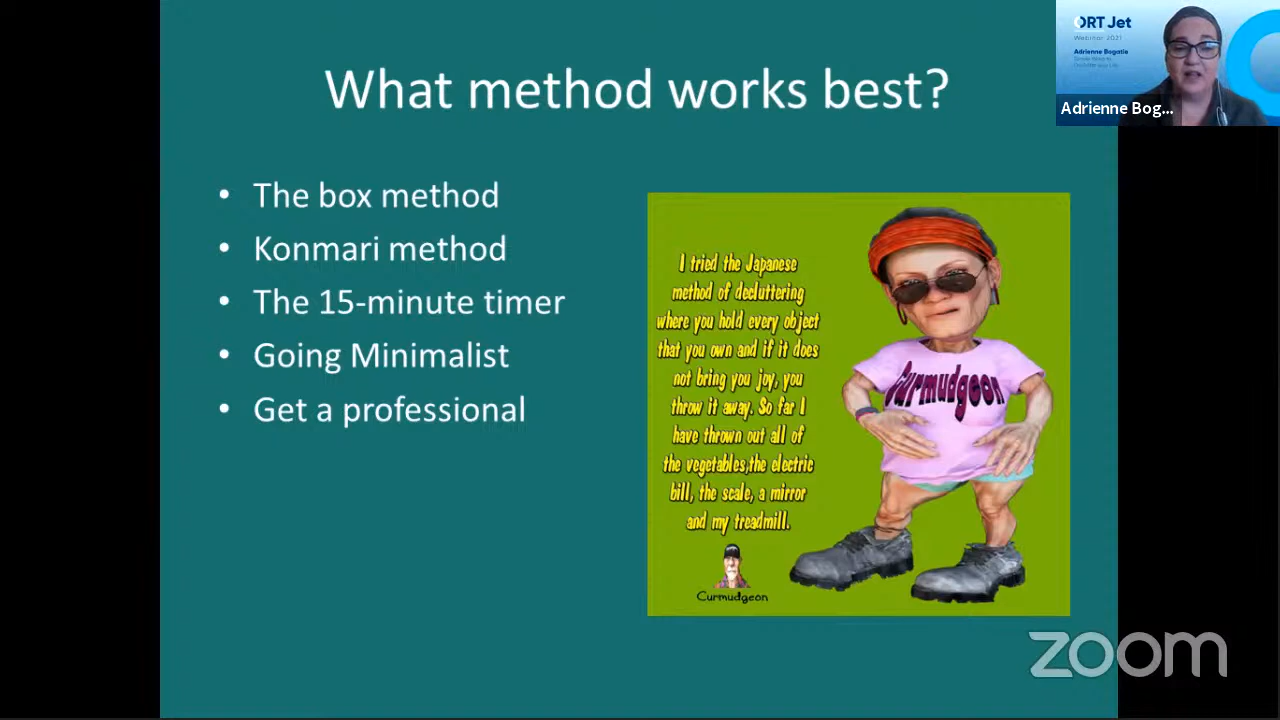 What method works best?
• The box method
• Konmari method
• The 15-minute timer
• Going Minimalist
• Get a professional
I tried the Japanese
method of decluttering
where you hold every object
that you own and if it does
not bring you joy, you
throw it away. So far I
have thrown out all of
the vegetables,the electric
bill, the scale, a mirror
and my treadmill.
Curmudgeon
Curmudgeon
ORT Jet
Webinar 2021
Adrienne Bogatie
Adrienne Bog...
zoom